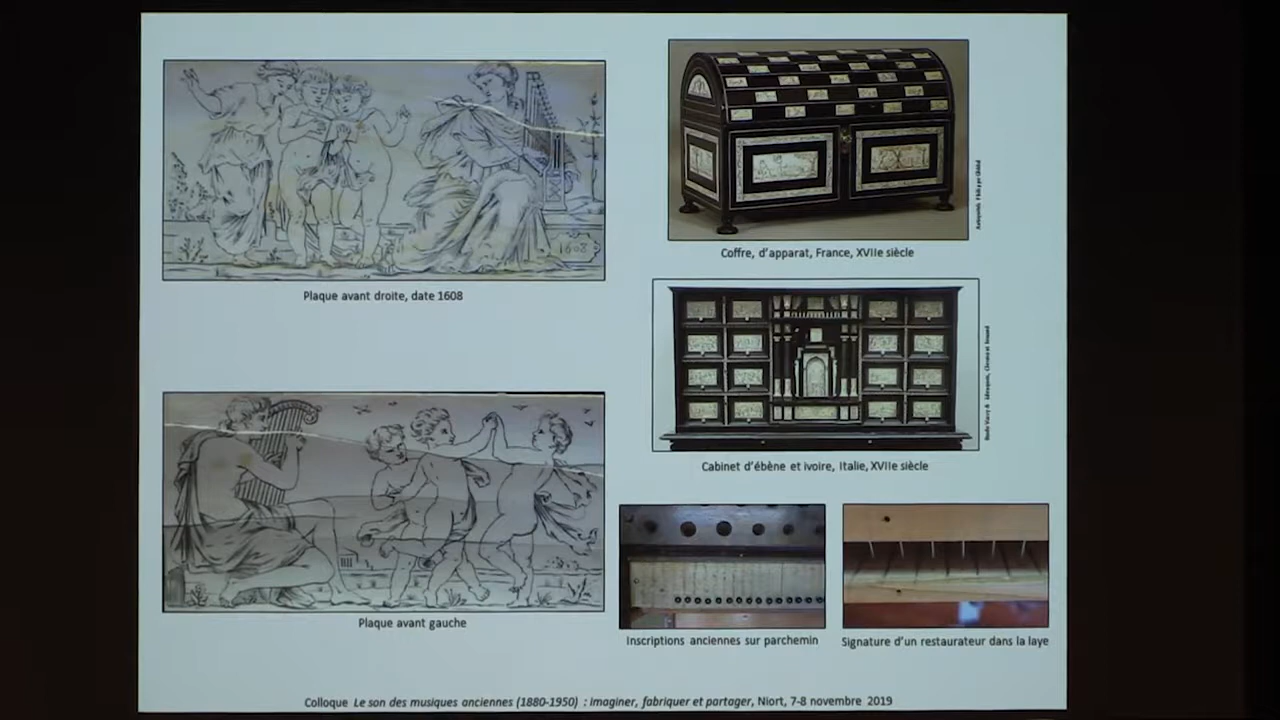 1608
Plaque avant droite, date 1608
Coffre, d'apparat, France, XVIIe siècle
Cabinet d'ébène et ivoire, Italie, XVIIe siècle
Plaque avant gauche
Inscriptions anciennes sur parchemin
Signature d'un restaurateur dans la laye
Colloque Le son des musiques anciennes (1880-1950) : imaginer, fabriquer et partager, Niort, 7-8 novembre 2019